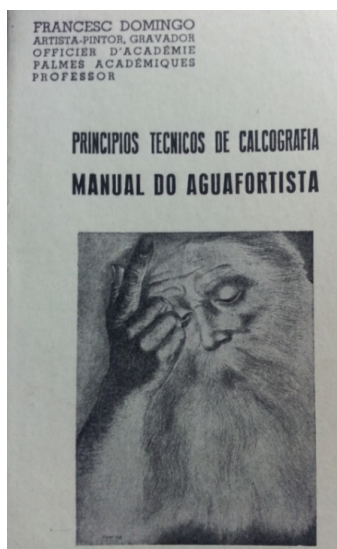 FRANCESC DOMINGO
ARTISTA-PINTOR, GRAVADOR
OFFICIER D'ACADÉMIE
PALMES ACADÉMIQUES
PROFESSOR
PRINCIPIOS TECNICOS DE CALCOGRAFIA
MANUAL DO AGUAFORTISTA